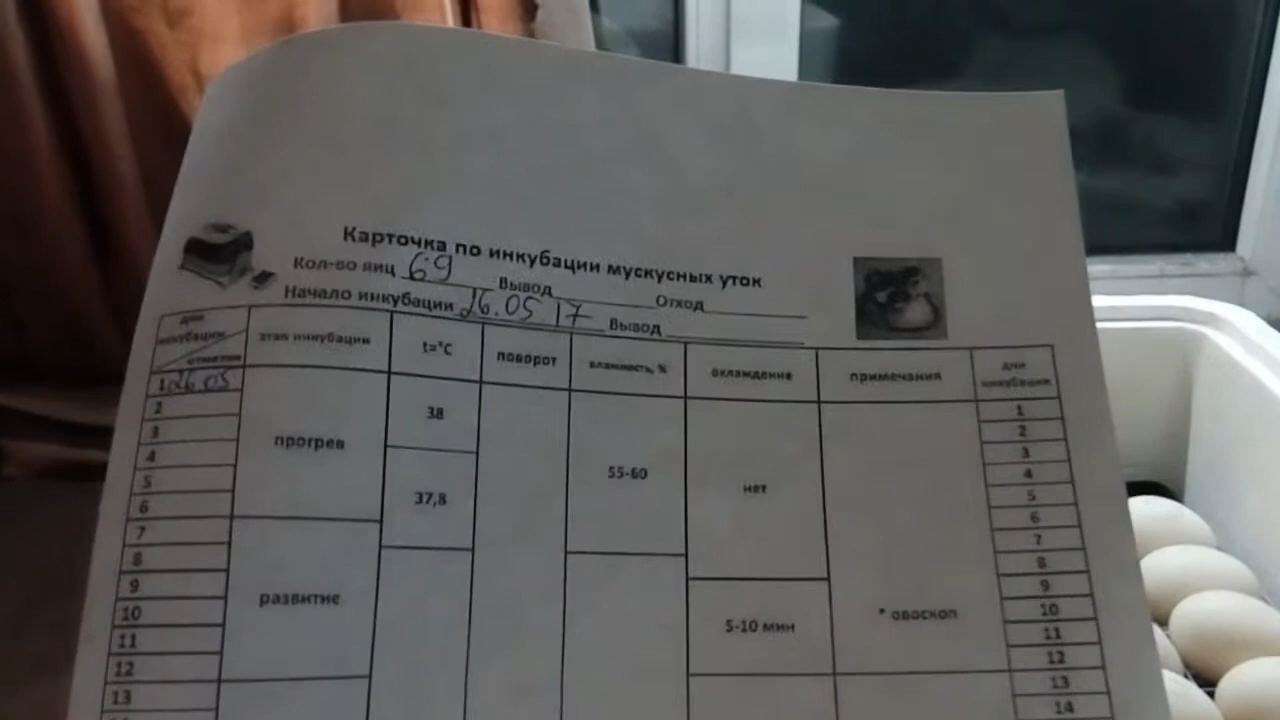 Карточка по инкубации мускусных уток
Кол-во яиц 69 Вывод Отход
Начало инкубации 26.05 17 Вывод
дни инкубации отметки этап инкубации t=°C поворот влажность, % охлаждение примечания дни инкубации
1 26.05 1
2 38 2
3 3
4 прогрев 55-60 4
5 37,8 нет 5
6 6
7 7
8 8
9 9
10 развитие 5-10 мин * овоскоп 10
11 11
12 12
13 13
14